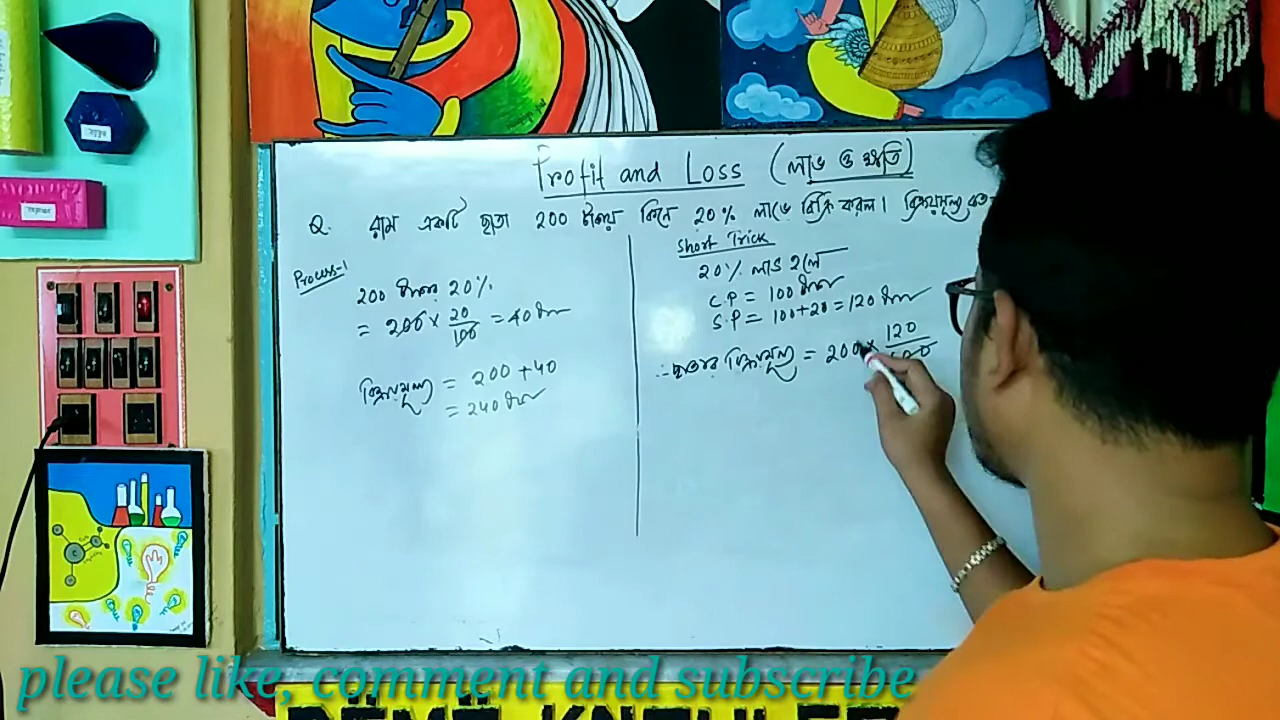 Profit and Loss (লাভ ও ক্ষতি)
Q. রাম একটি ছাতা 200 টাকায় কিনে 20% লাভে বিক্রি করল। বিক্রয়মূল্য কত
Process-1
200 টাকার 20%
= 200 × 20/100 = 40 টাকা
বিক্রয়মূল্য = 200 + 40
= 240 টাকা
Short Trick
20% লাভ হলে
C.P = 100 টাকা
S.P = 100+20 = 120 টাকা
∴ ছাতার বিক্রয়মূল্য = 200 × 120/100
please like, comment and subscribe